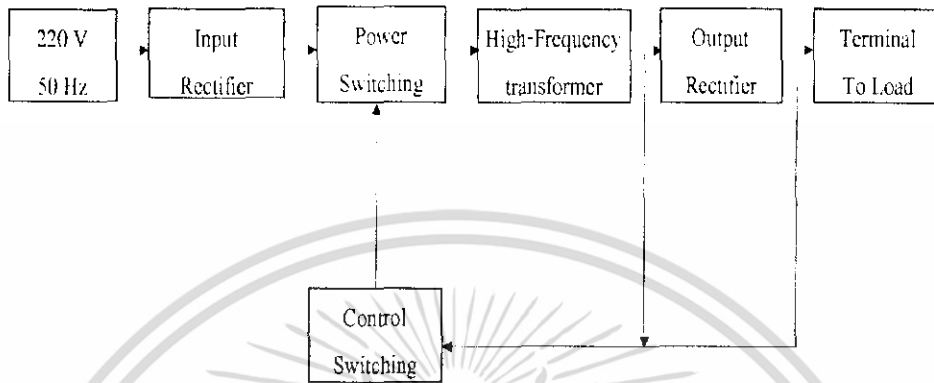 220 V
50 Hz
Input
Rectifier
Power
Switching
High-Frequency
transformer
Output
Rectifier
Terminal
To Load
Control
Switching